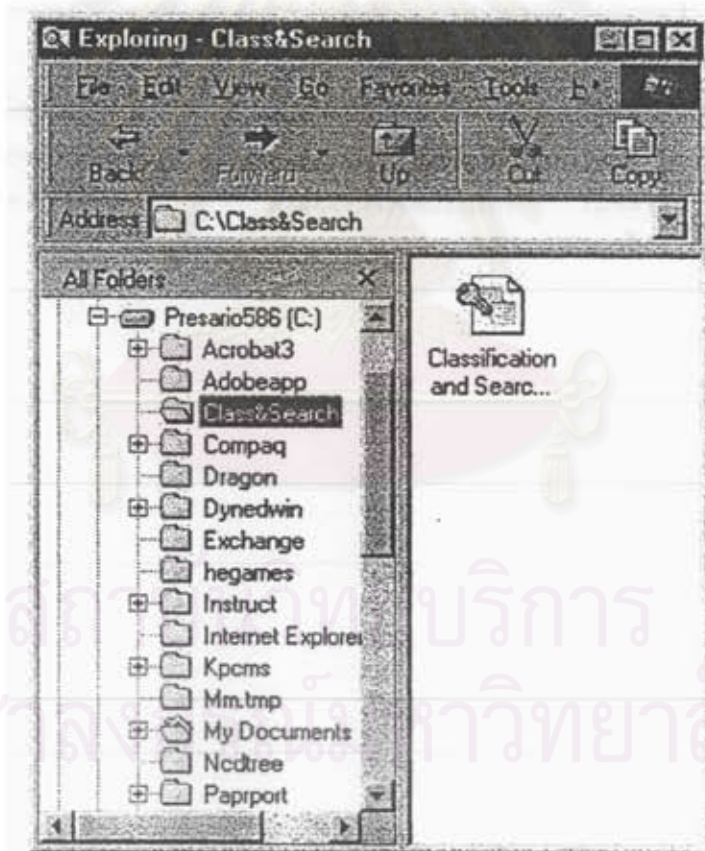 Exploring - Class&Search
File Edit View Go Favorites Tools
Back Forward Up Cut Copy
Address C:\Class&Search
All Folders
Presario586 (C:)
Acrobat3
Adobeapp
Class&Search
Compaq
Dragon
Dynedwin
Exchange
hegames
Instruct
Internet Explorer
Kpcms
Mm.tmp
My Documents
Ncdtree
Paprport
Classification
and Searc...